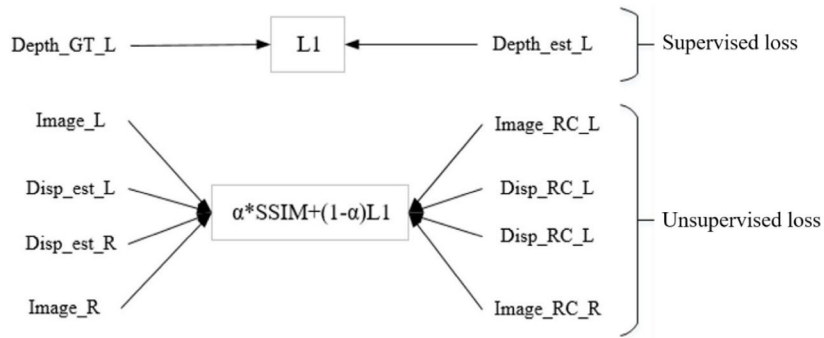 Depth_GT_L
L1
Depth_est_L
Supervised loss
Image_L
Image_RC_L
Disp_est_L
Disp_RC_L
α*SSIM+(1-α)L1
Unsupervised loss
Disp_est_R
Disp_RC_L
Image_R
Image_RC_R